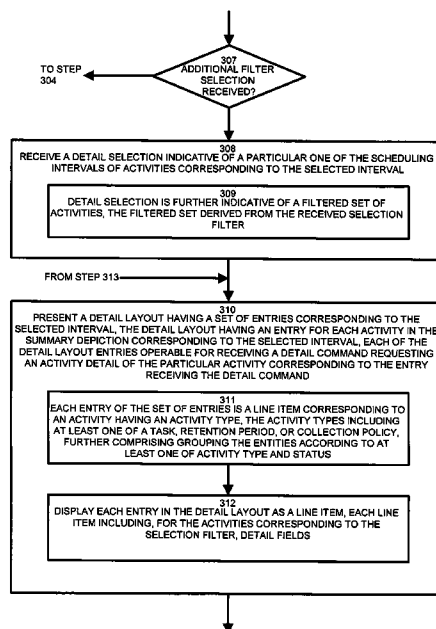 307
ADDITIONAL FILTER
SELECTION
RECEIVED?
TO STEP
304
308
RECEIVE A DETAIL SELECTION INDICATIVE OF A PARTICULAR ONE OF THE SCHEDULING
INTERVALS OF ACTIVITIES CORRESPONDING TO THE SELECTED INTERVAL
309
DETAIL SELECTION IS FURTHER INDICATIVE OF A FILTERED SET OF
ACTIVITIES, THE FILTERED SET DERIVED FROM THE RECEIVED SELECTION
FILTER
FROM STEP 313
310
PRESENT A DETAIL LAYOUT HAVING A SET OF ENTRIES CORRESPONDING TO THE
SELECTED INTERVAL, THE DETAIL LAYOUT HAVING AN ENTRY FOR EACH ACTIVITY IN THE
SUMMARY DEPICTION CORRESPONDING TO THE SELECTED INTERVAL, EACH OF
THE DETAIL LAYOUT ENTRIES OPERABLE FOR RECEIVING A DETAIL COMMAND REQUESTING
AN ACTIVITY DETAIL OF THE PARTICULAR ACTIVITY CORRESPONDING TO THE ENTRY
RECEIVING THE DETAIL COMMAND
311
EACH ENTRY OF THE SET OF ENTRIES IS A LINE ITEM CORRESPONDING TO
AN ACTIVITY HAVING AN ACTIVITY TYPE, THE ACTIVITY TYPES INCLUDING
AT LEAST ONE OF A TASK, RETENTION PERIOD, OR COLLECTION POLICY,
FURTHER COMPRISING GROUPING THE ENTITIES ACCORDING TO AT
LEAST ONE OF ACTIVITY TYPE AND STATUS
312
DISPLAY EACH ENTRY IN THE DETAIL LAYOUT AS A LINE ITEM, EACH LINE
ITEM INCLUDING, FOR THE ACTIVITIES CORRESPONDING TO THE
SELECTION FILTER, DETAIL FIELDS